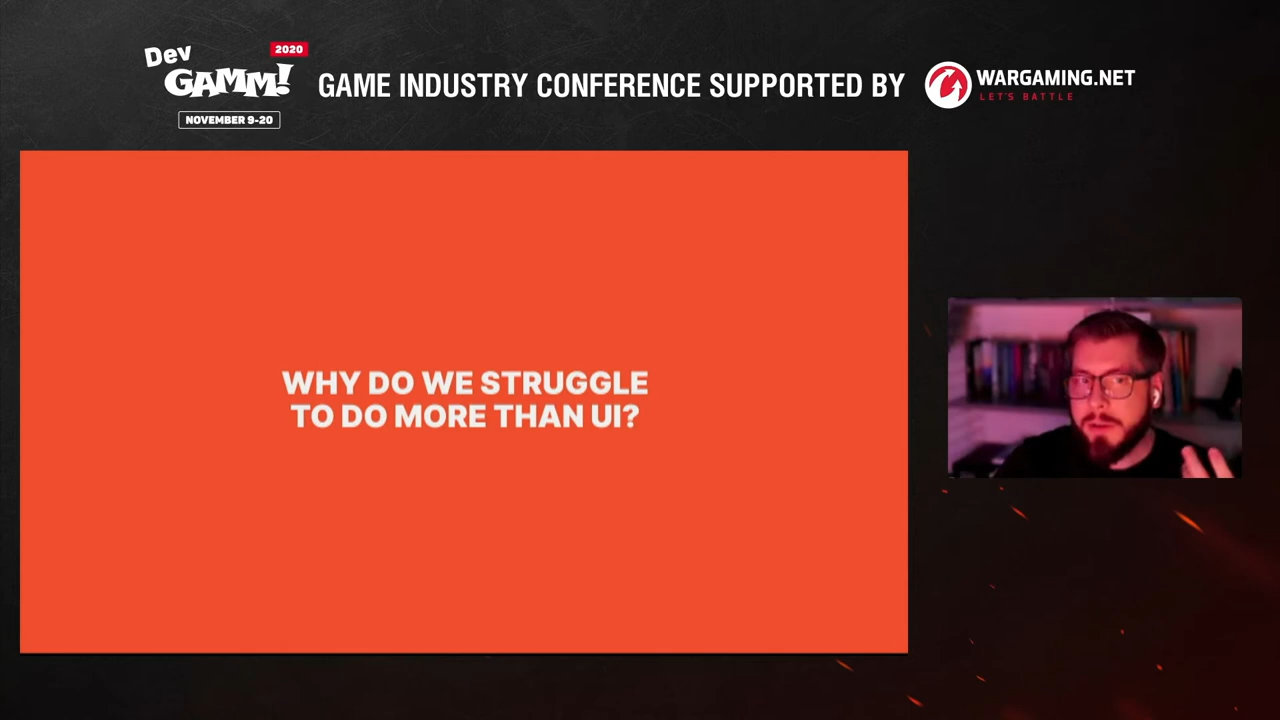 Dev
2020
GAMM!
NOVEMBER 9-20
GAME INDUSTRY CONFERENCE SUPPORTED BY
WARGAMING.NET
LET'S BATTLE
WHY DO WE STRUGGLE
TO DO MORE THAN UI?